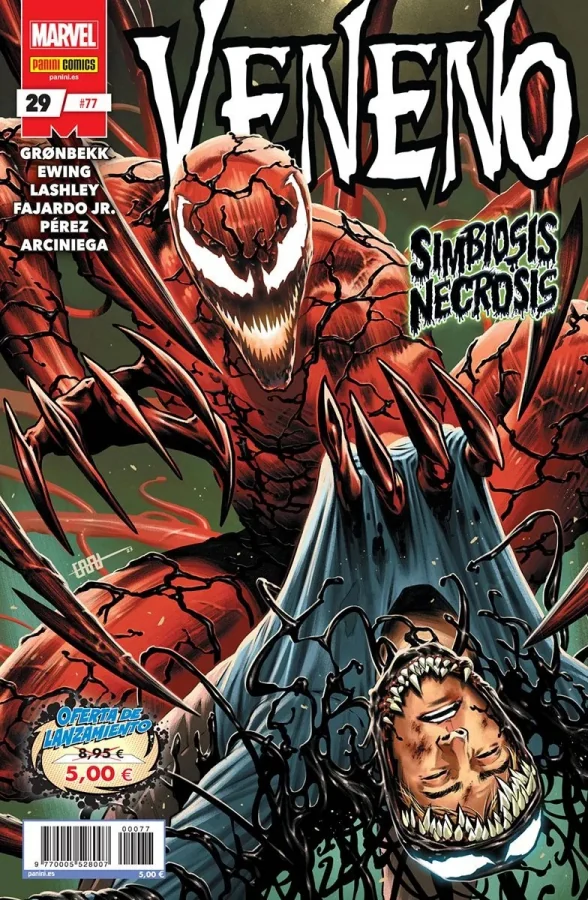 MARVEL
PANINI COMICS
panini.es
29 / #77
GRØNBEKK
EWING
LASHLEY
FAJARDO JR.
PÉREZ
ARCINIEGA
VENENO
SIMBIOSIS
NECROSIS
OFERTA DE
LANZAMIENTO
8,95 €
5,00 €
00077
9 770005 528007
panini.es
5,00 €